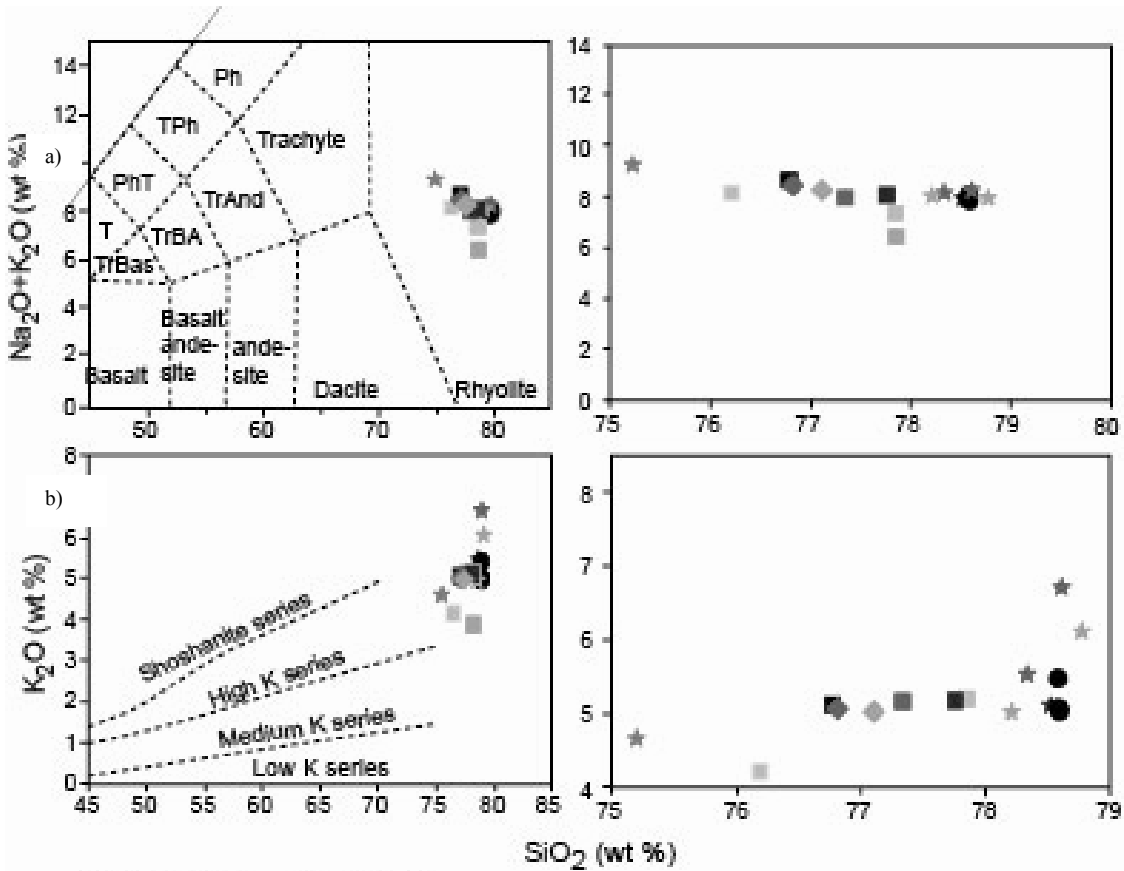 a)
Na2O+K2O (wt %)
14
12
8
6
4
2
0
50
60
70
80
Ph
TPh
Trachyte
PhT
TrAnd
T
TrBA
TrBas
Basalt
Basalt
ande-
site
ande-
site
Dacite
Rhyolite
14
12
10
8
6
4
2
0
75
76
77
78
79
80
b)
K2O (wt %)
8
6
5
4
3
2
1
0
45
50
55
60
65
70
75
80
85
Shoshanite series
High K series
Medium K series
Low K series
8
7
6
5
4
75
76
77
78
79
SiO2 (wt %)